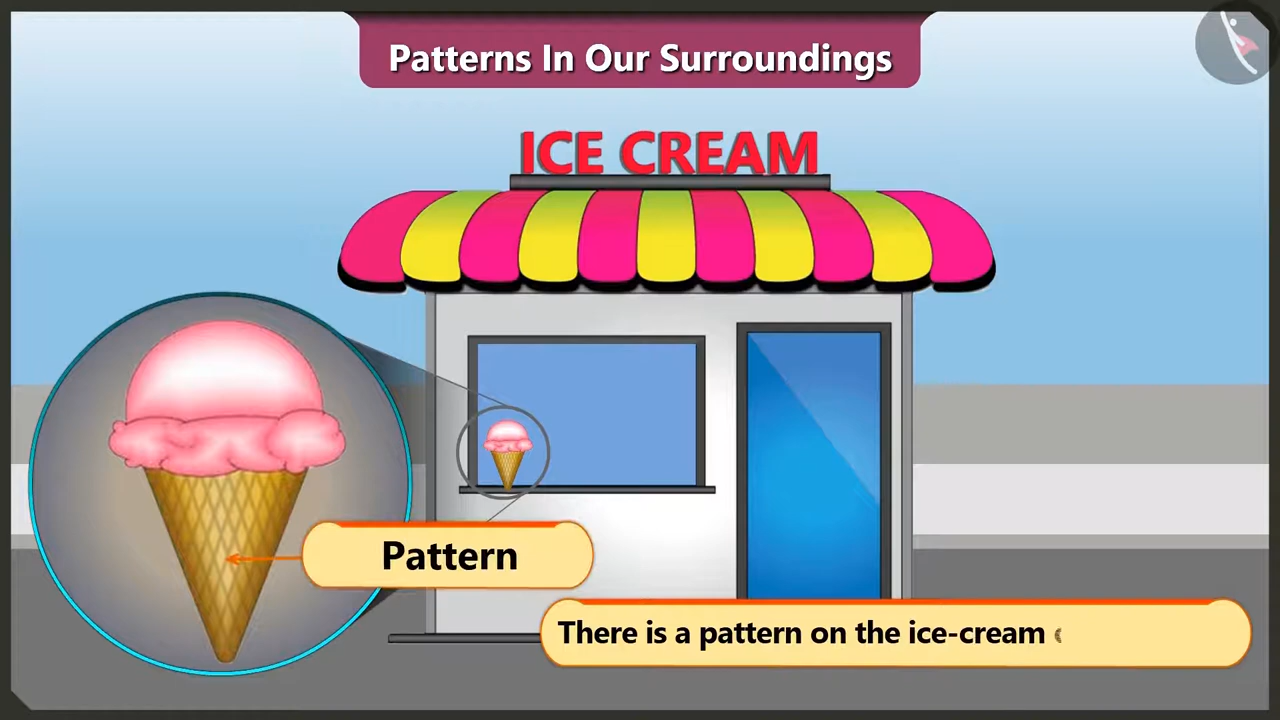 Patterns In Our Surroundings
ICE CREAM
Pattern
There is a pattern on the ice-cream